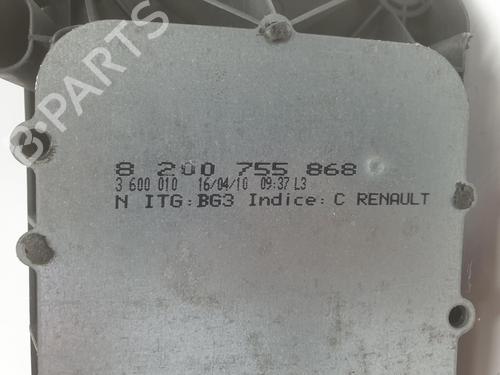 B-PARTS
8 200 755 868
3 600 010 16/04/10 09:37 L3
N ITG:BG3 Indice: C RENAULT